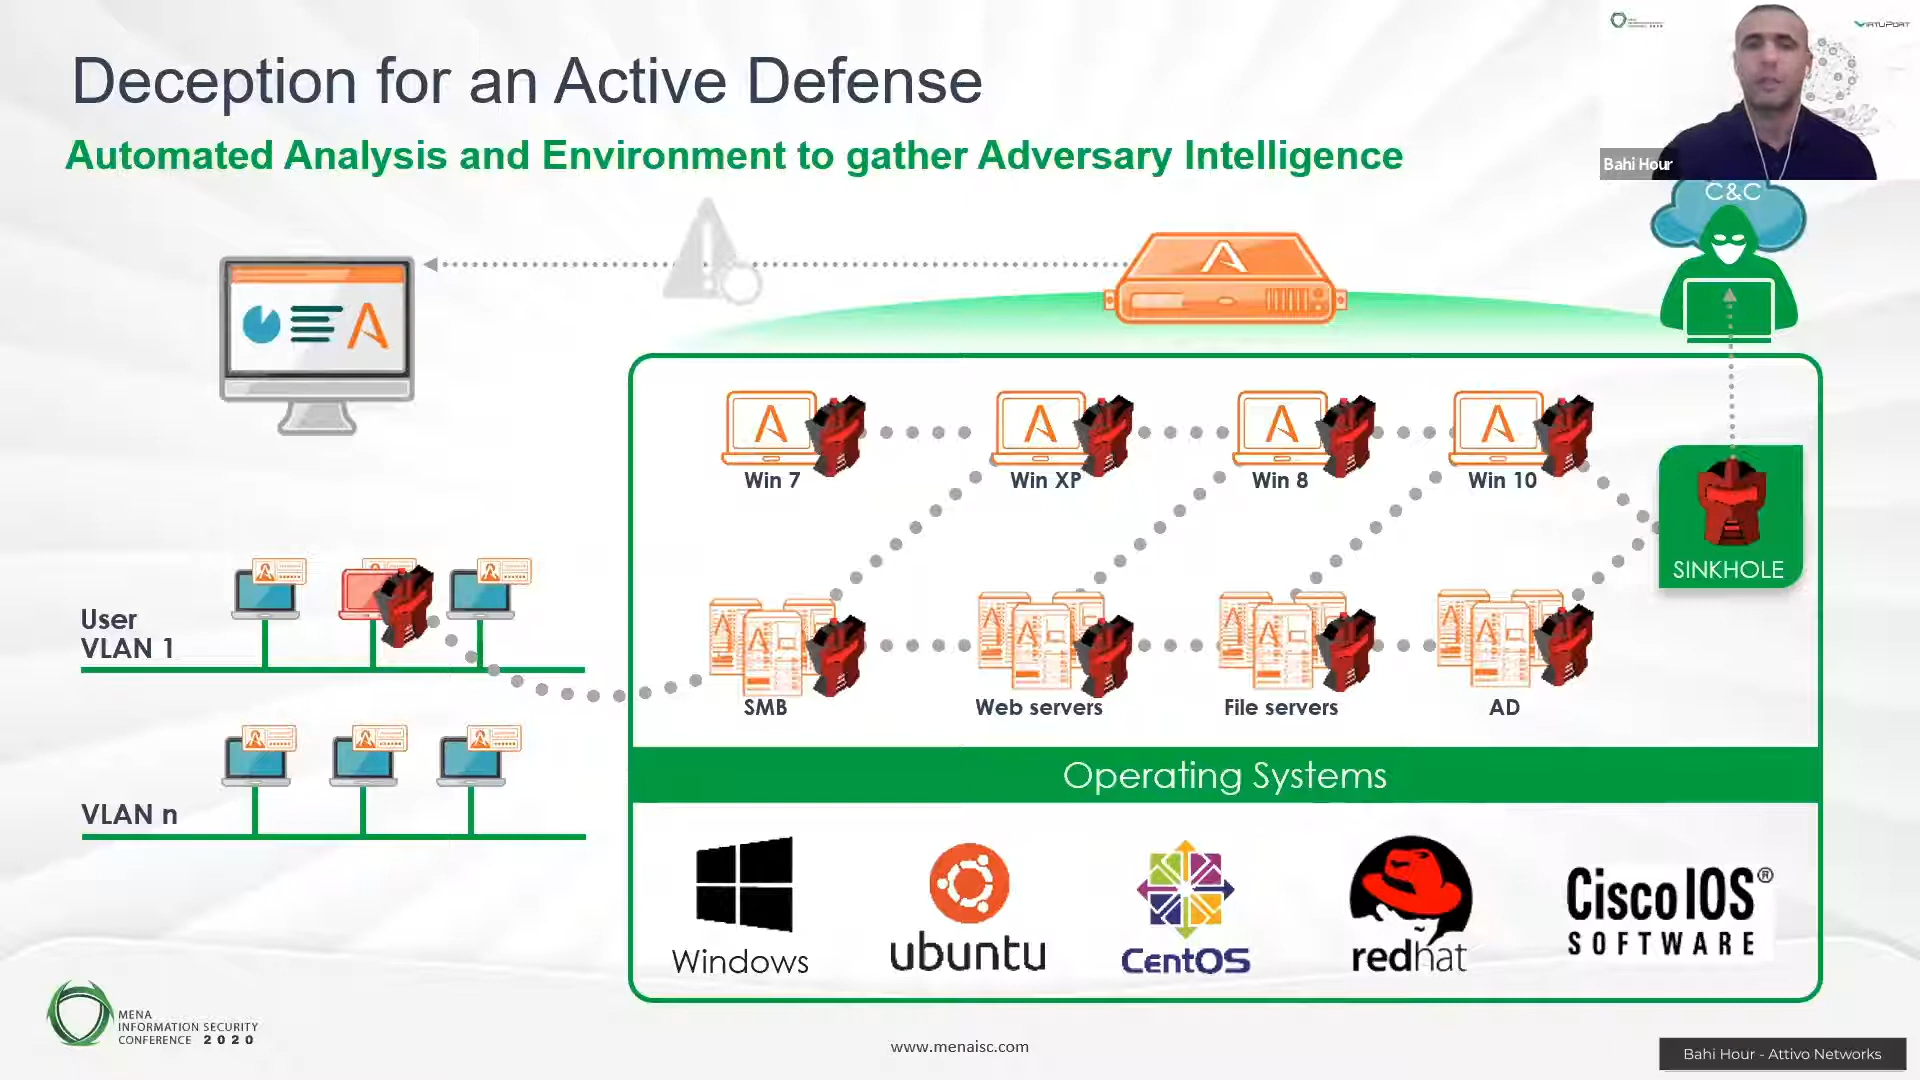 Deception for an Active Defense
Automated Analysis and Environment to gather Adversary Intelligence
VIRTUPORT
Bahi Hour
C&C
Win 7
Win XP
Win 8
Win 10
SINKHOLE
User
VLAN 1
SMB
Web servers
File servers
AD
VLAN n
Operating Systems
Windows
ubuntu
CentOS
redhat
Cisco IOS®
SOFTWARE
MENA
INFORMATION SECURITY
CONFERENCE 2020
www.menaisc.com
Bahi Hour - Attivo Networks